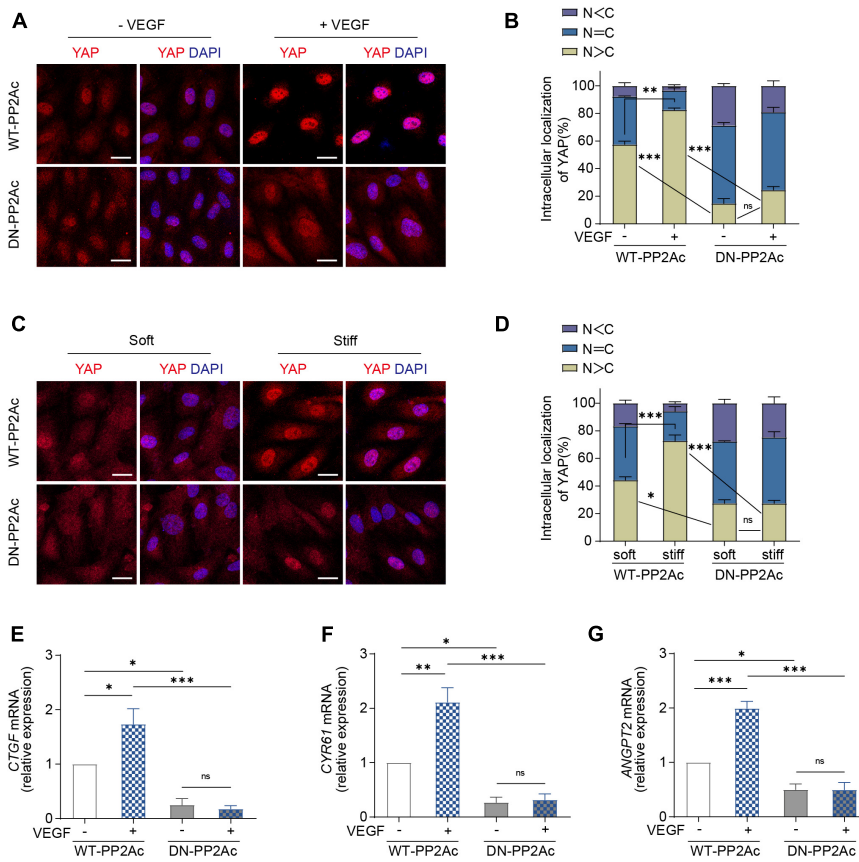 A
- VEGF
+ VEGF
YAP
YAP DAPI
YAP
YAP DAPI
WT-PP2Ac
DN-PP2Ac
B
N<C
N=C
N>C
Intracellular localization
of YAP(%)
100
80
60
40
20
0
**
***
***
ns
VEGF
-
+
-
+
WT-PP2Ac
DN-PP2Ac
C
Soft
Stiff
YAP
YAP DAPI
YAP
YAP DAPI
WT-PP2Ac
DN-PP2Ac
D
N<C
N=C
N>C
Intracellular localization
of YAP(%)
100
80
60
40
20
0
***
***
*
ns
soft
stiff
soft
stiff
WT-PP2Ac
DN-PP2Ac
E
CTGF mRNA
(relative expression)
3
2
1
0
*
*
***
ns
VEGF
-
+
-
+
WT-PP2Ac
DN-PP2Ac
F
CYR61 mRNA
(relative expression)
3
2
1
0
*
**
***
ns
VEGF
-
+
-
+
WT-PP2Ac
DN-PP2Ac
G
ANGPT2 mRNA
(relative expression)
3
2
1
0
*
***
***
ns
VEGF
-
+
-
+
WT-PP2Ac
DN-PP2Ac